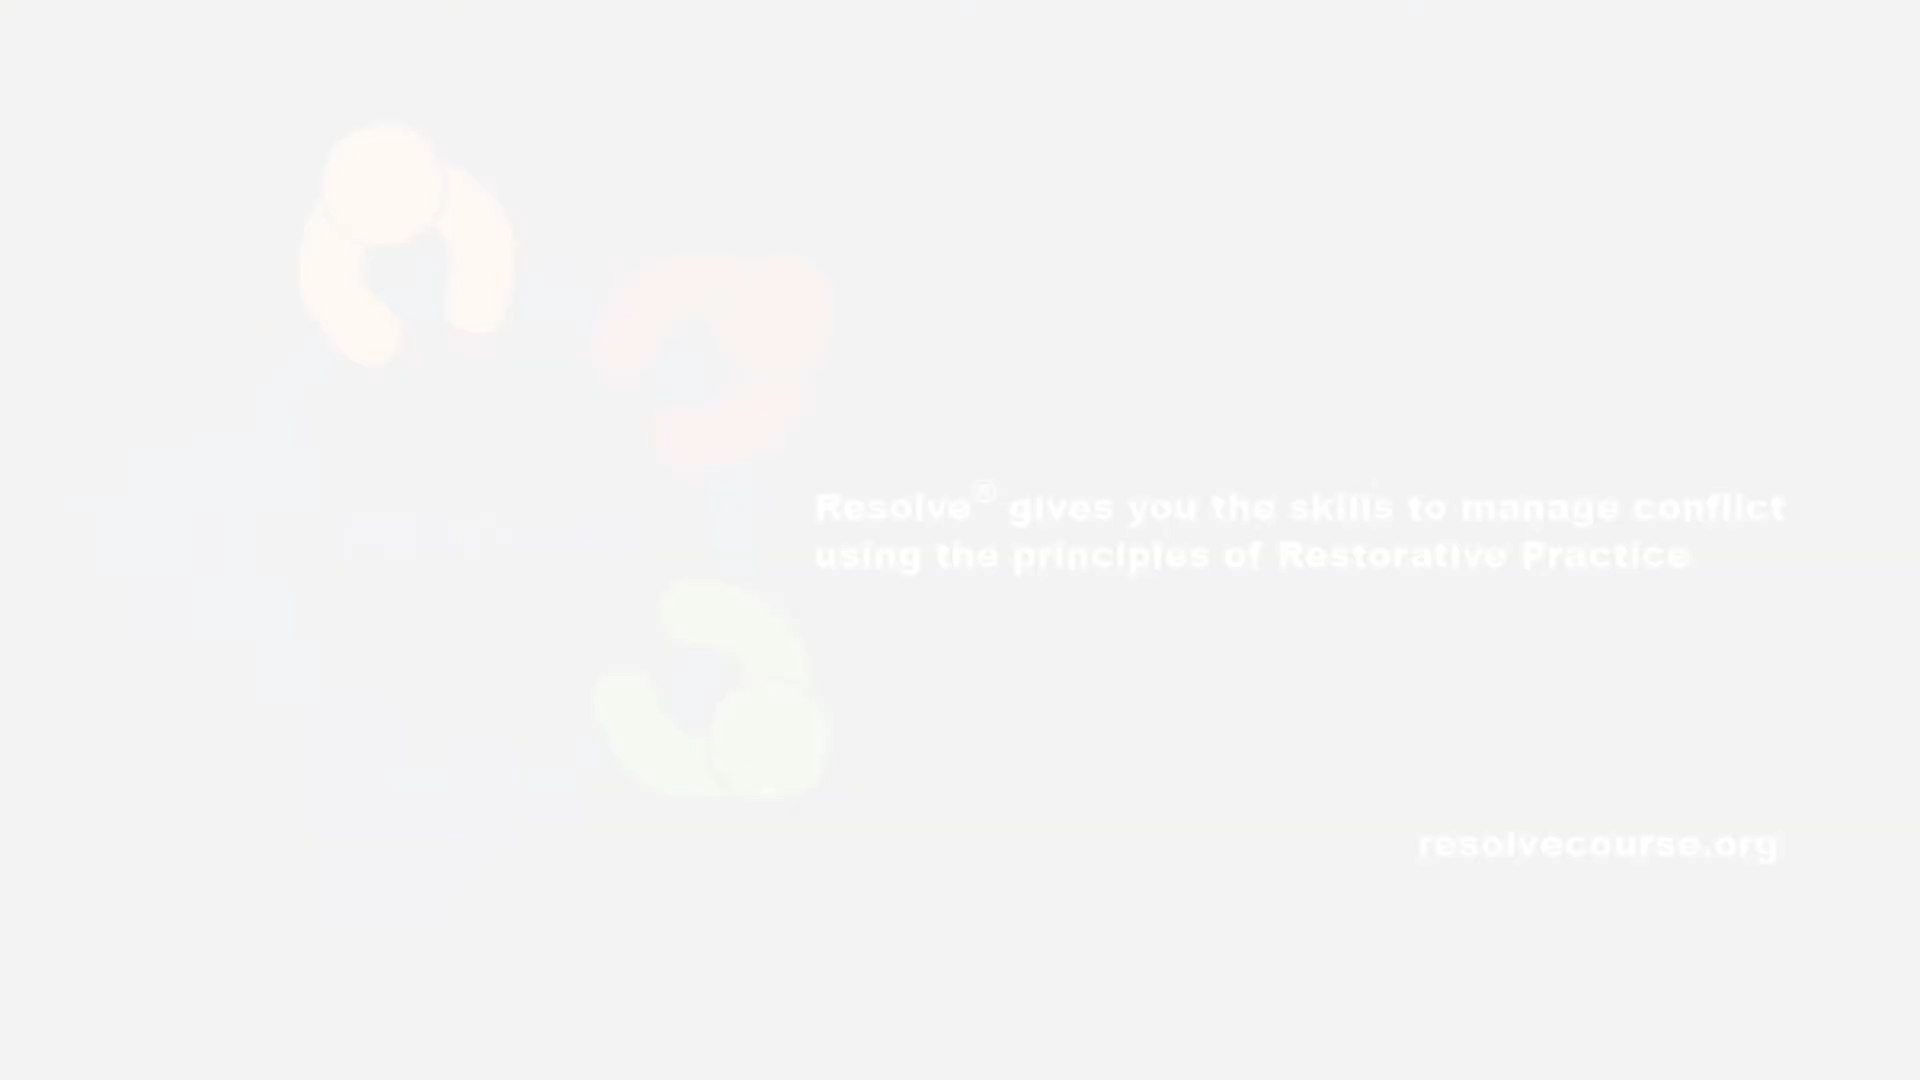 Resolve® gives you the skills to manage conflict
using the principles of Restorative Practice
resolvecourse.org